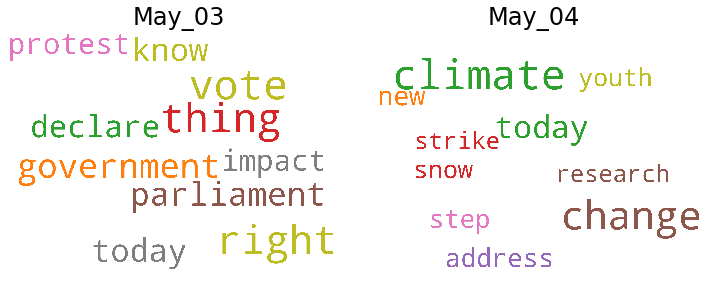 May_03
protest know
vote
thing
declare
government impact
parliament
right
today
May_04
climate youth
new
today
strike
snow research
change
step
address